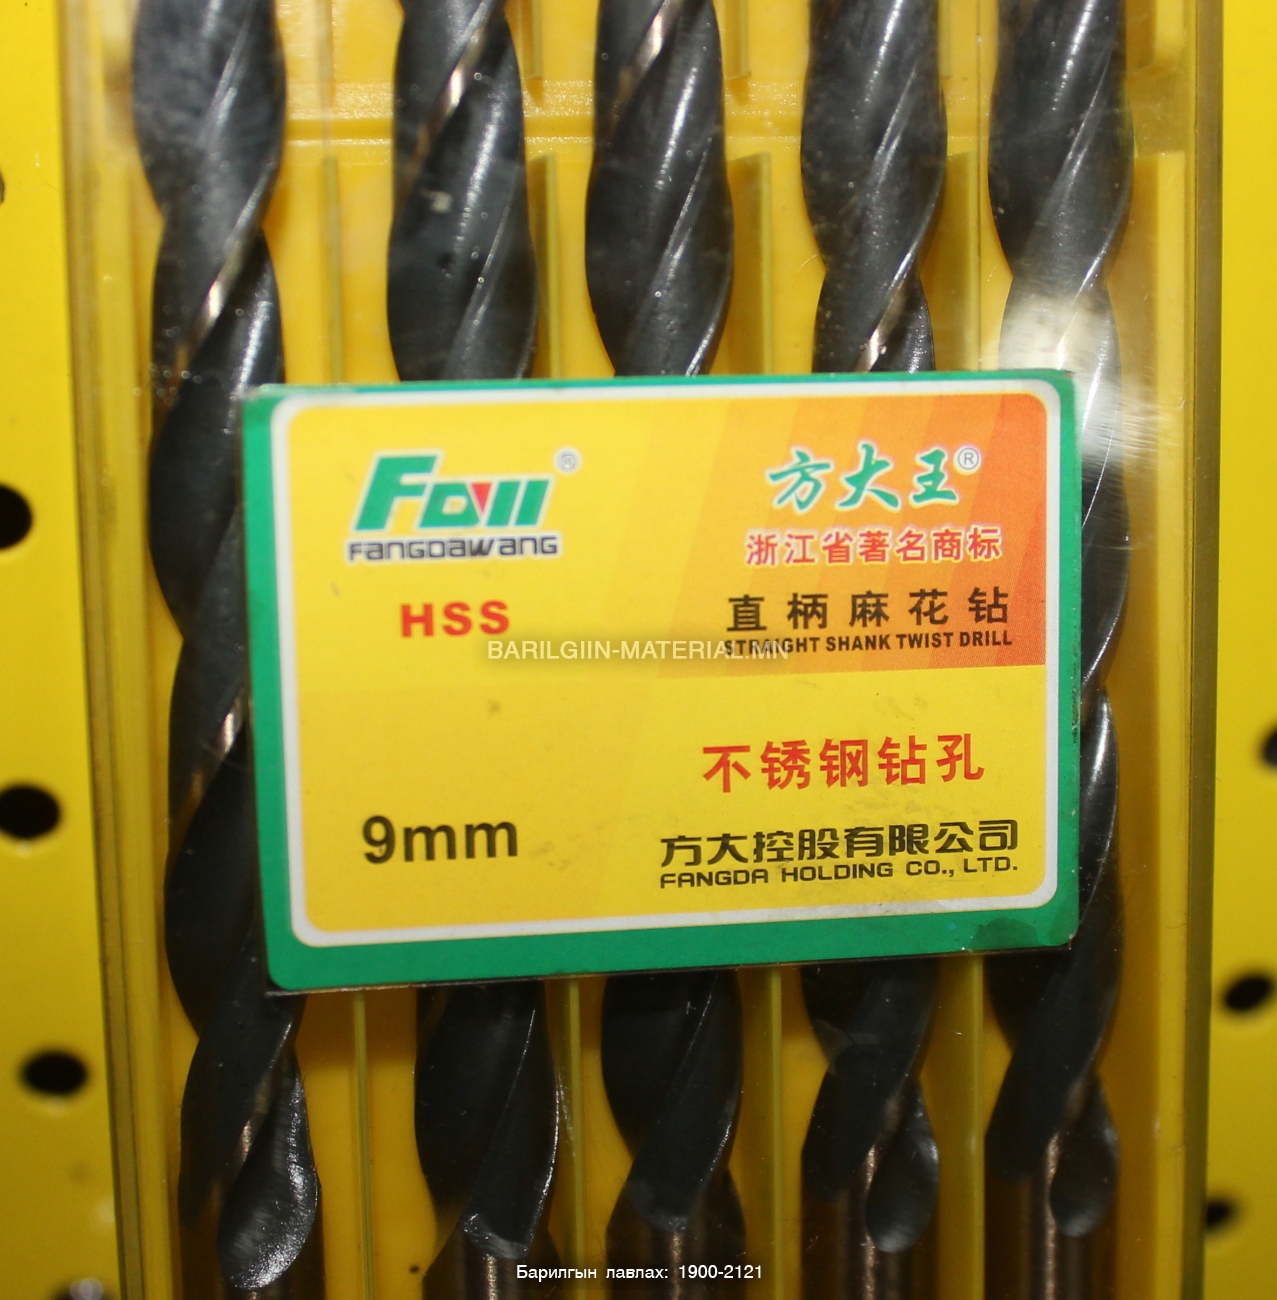 FDW ®
FANGDAWANG
方大王®
浙江省著名商标
HSS
直柄麻花钻
STRAIGHT SHANK TWIST DRILL
BARILGIIN-MATERIAL.MN
不锈钢钻孔
9mm
方大控股有限公司
FANGDA HOLDING CO., LTD.
Барилгын лавлах: 1900-2121